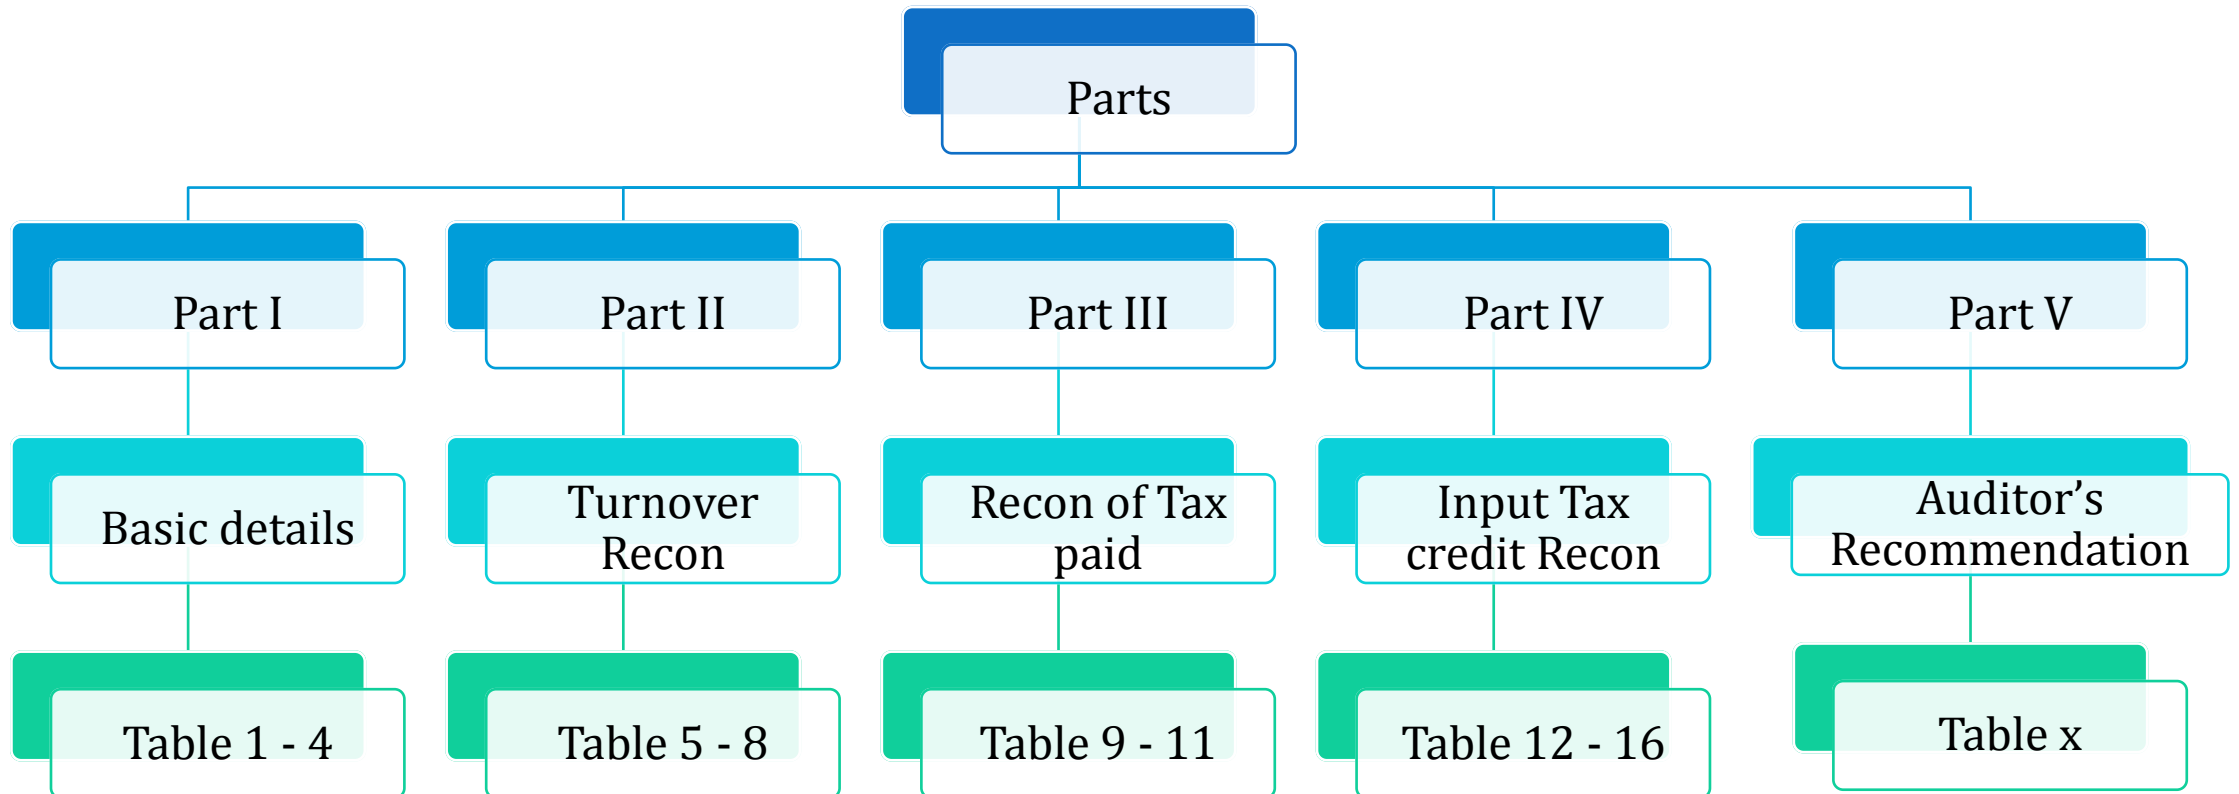 Parts
Part I
Part II
Part III
Part IV
Part V
Basic details
Turnover
Recon
Recon of Tax
paid
Input Tax
credit Recon
Auditor’s
Recommendation
Table 1 - 4
Table 5 - 8
Table 9 - 11
Table 12 - 16
Table x